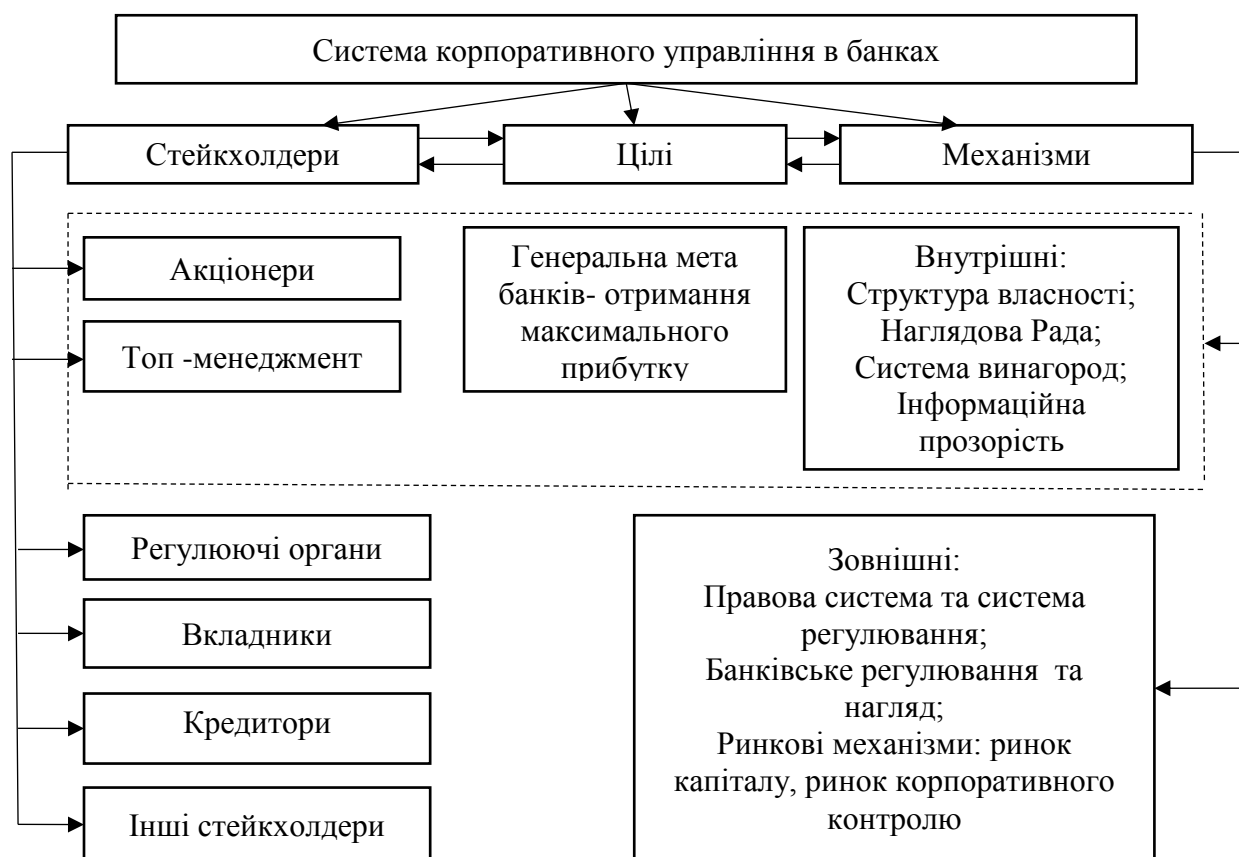 Система корпоративного управління в банках
Стейкхолдери
Цілі
Механізми
Акціонери
Топ -менеджмент
Генеральна мета
банків- отримання
максимального
прибутку
Внутрішні:
Структура власності;
Наглядова Рада;
Система винагород;
Інформаційна
прозорість
Регулюючі органи
Вкладники
Кредитори
Інші стейкхолдери
Зовнішні:
Правова система та система
регулювання;
Банківське регулювання  та
нагляд;
Ринкові механізми: ринок
капіталу, ринок корпоративного
контролю